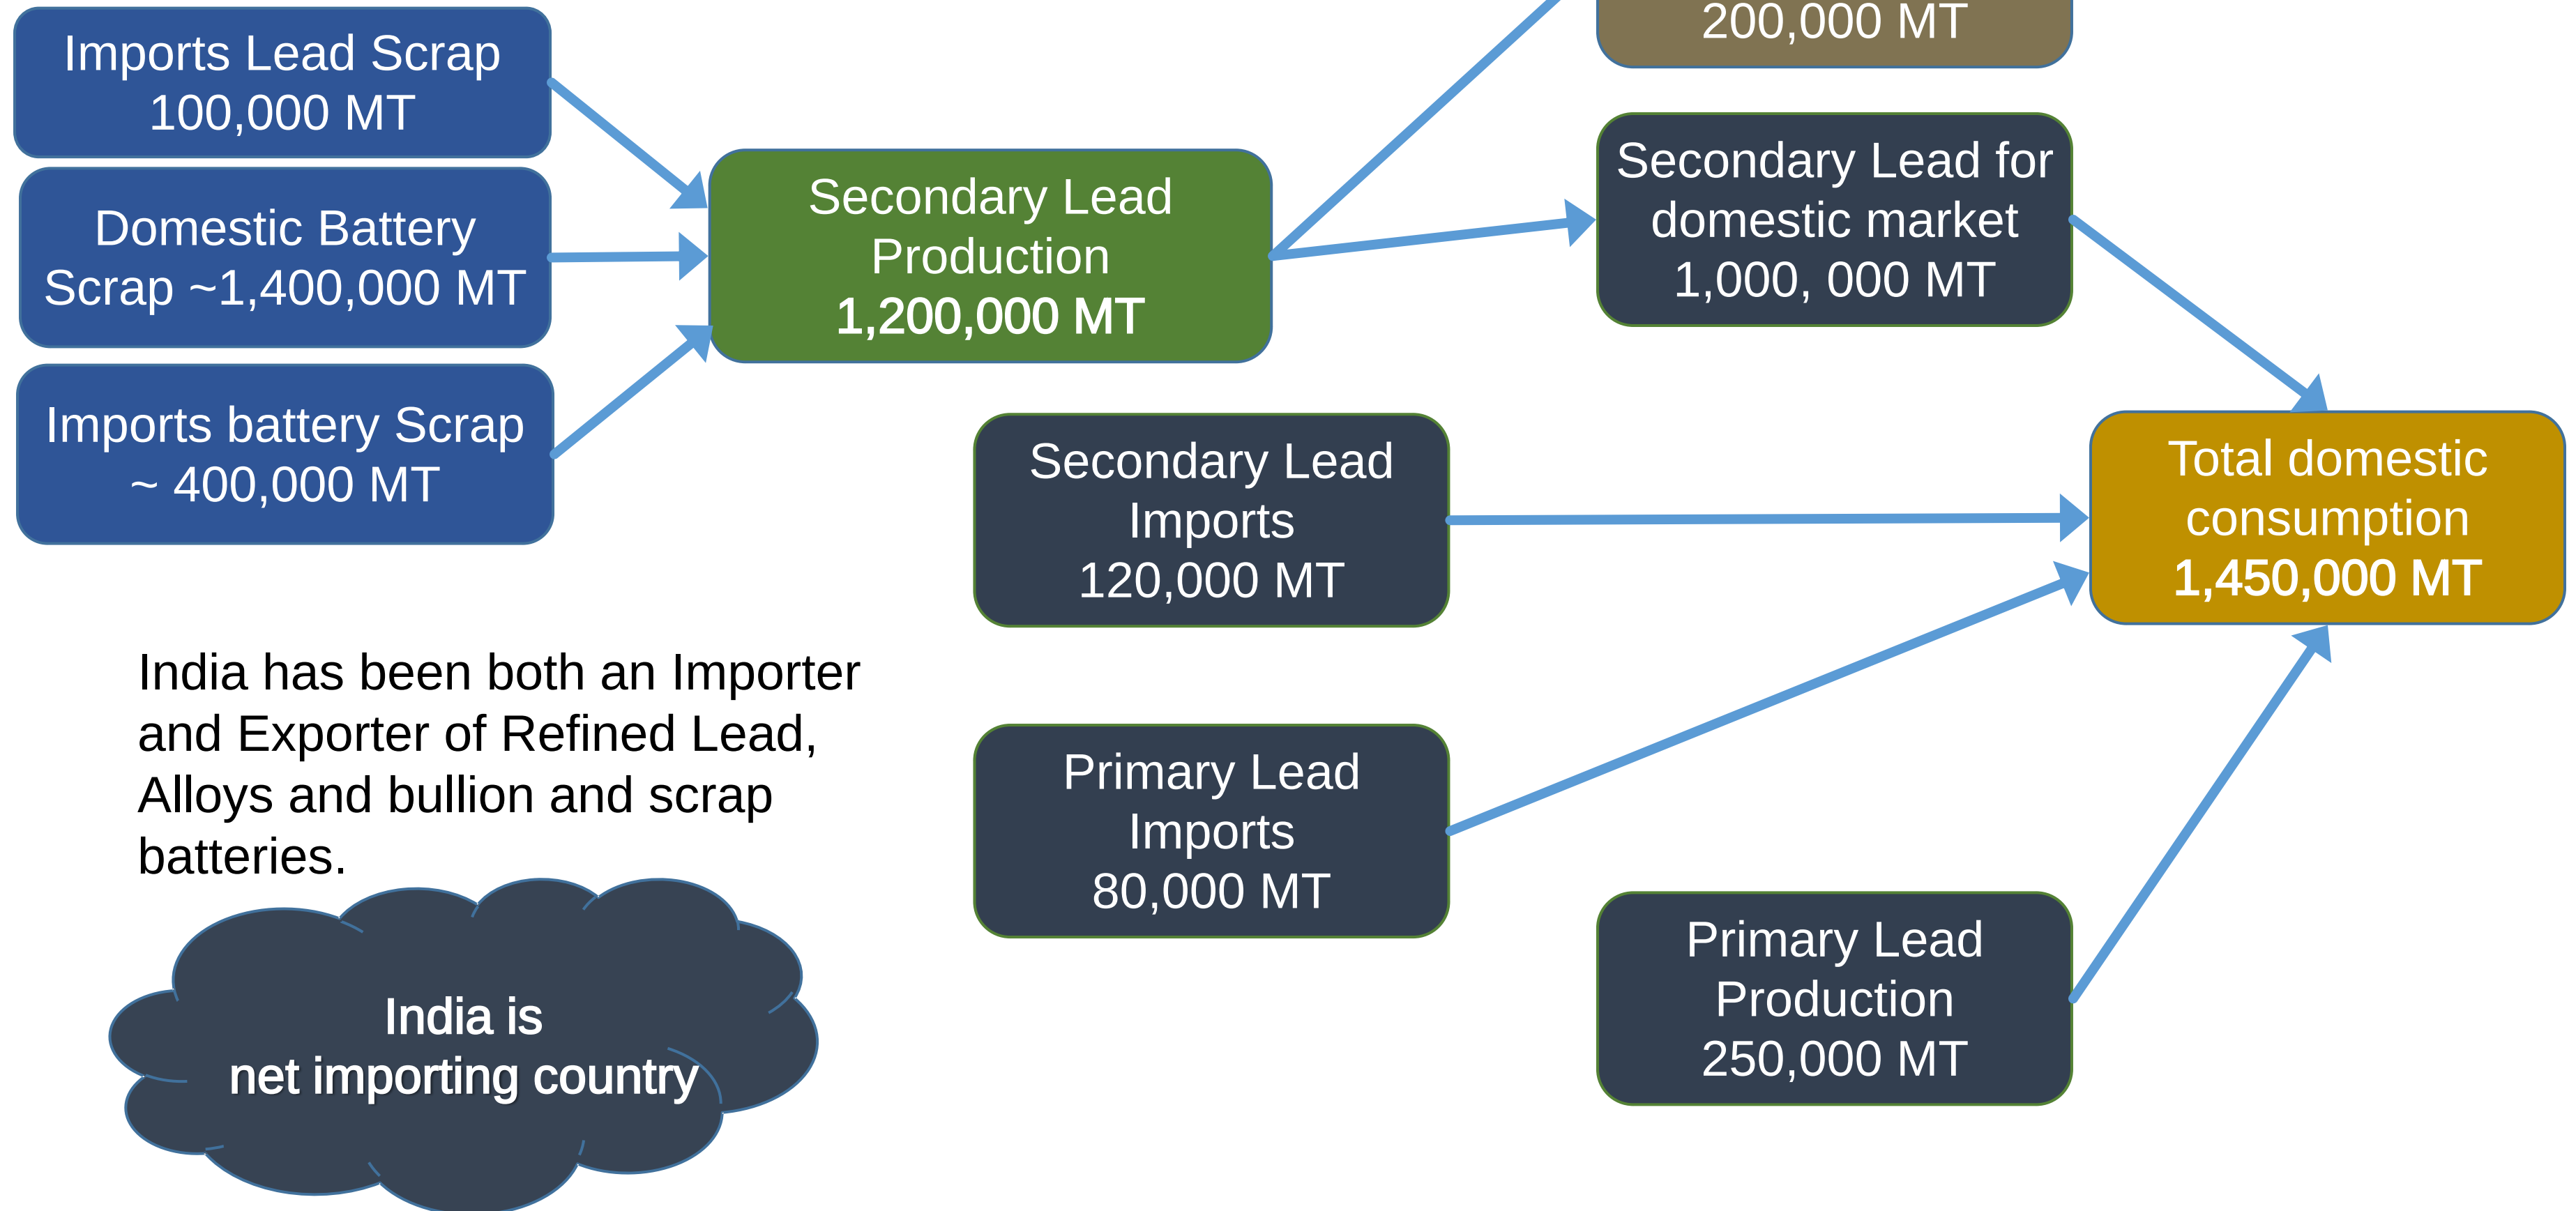 Imports Lead Scrap
100,000 MT
Domestic Battery
Scrap ~1,400,000 MT
Imports battery Scrap
~ 400,000 MT
Secondary Lead
Production
1,200,000 MT
200,000 MT
Secondary Lead for
domestic market
1,000, 000 MT
Secondary Lead
Imports
120,000 MT
Total domestic
consumption
1,450,000 MT
Primary Lead
Imports
80,000 MT
Primary Lead
Production
250,000 MT
India has been both an Importer
and Exporter of Refined Lead,
Alloys and bullion and scrap
batteries.
India is
net importing country